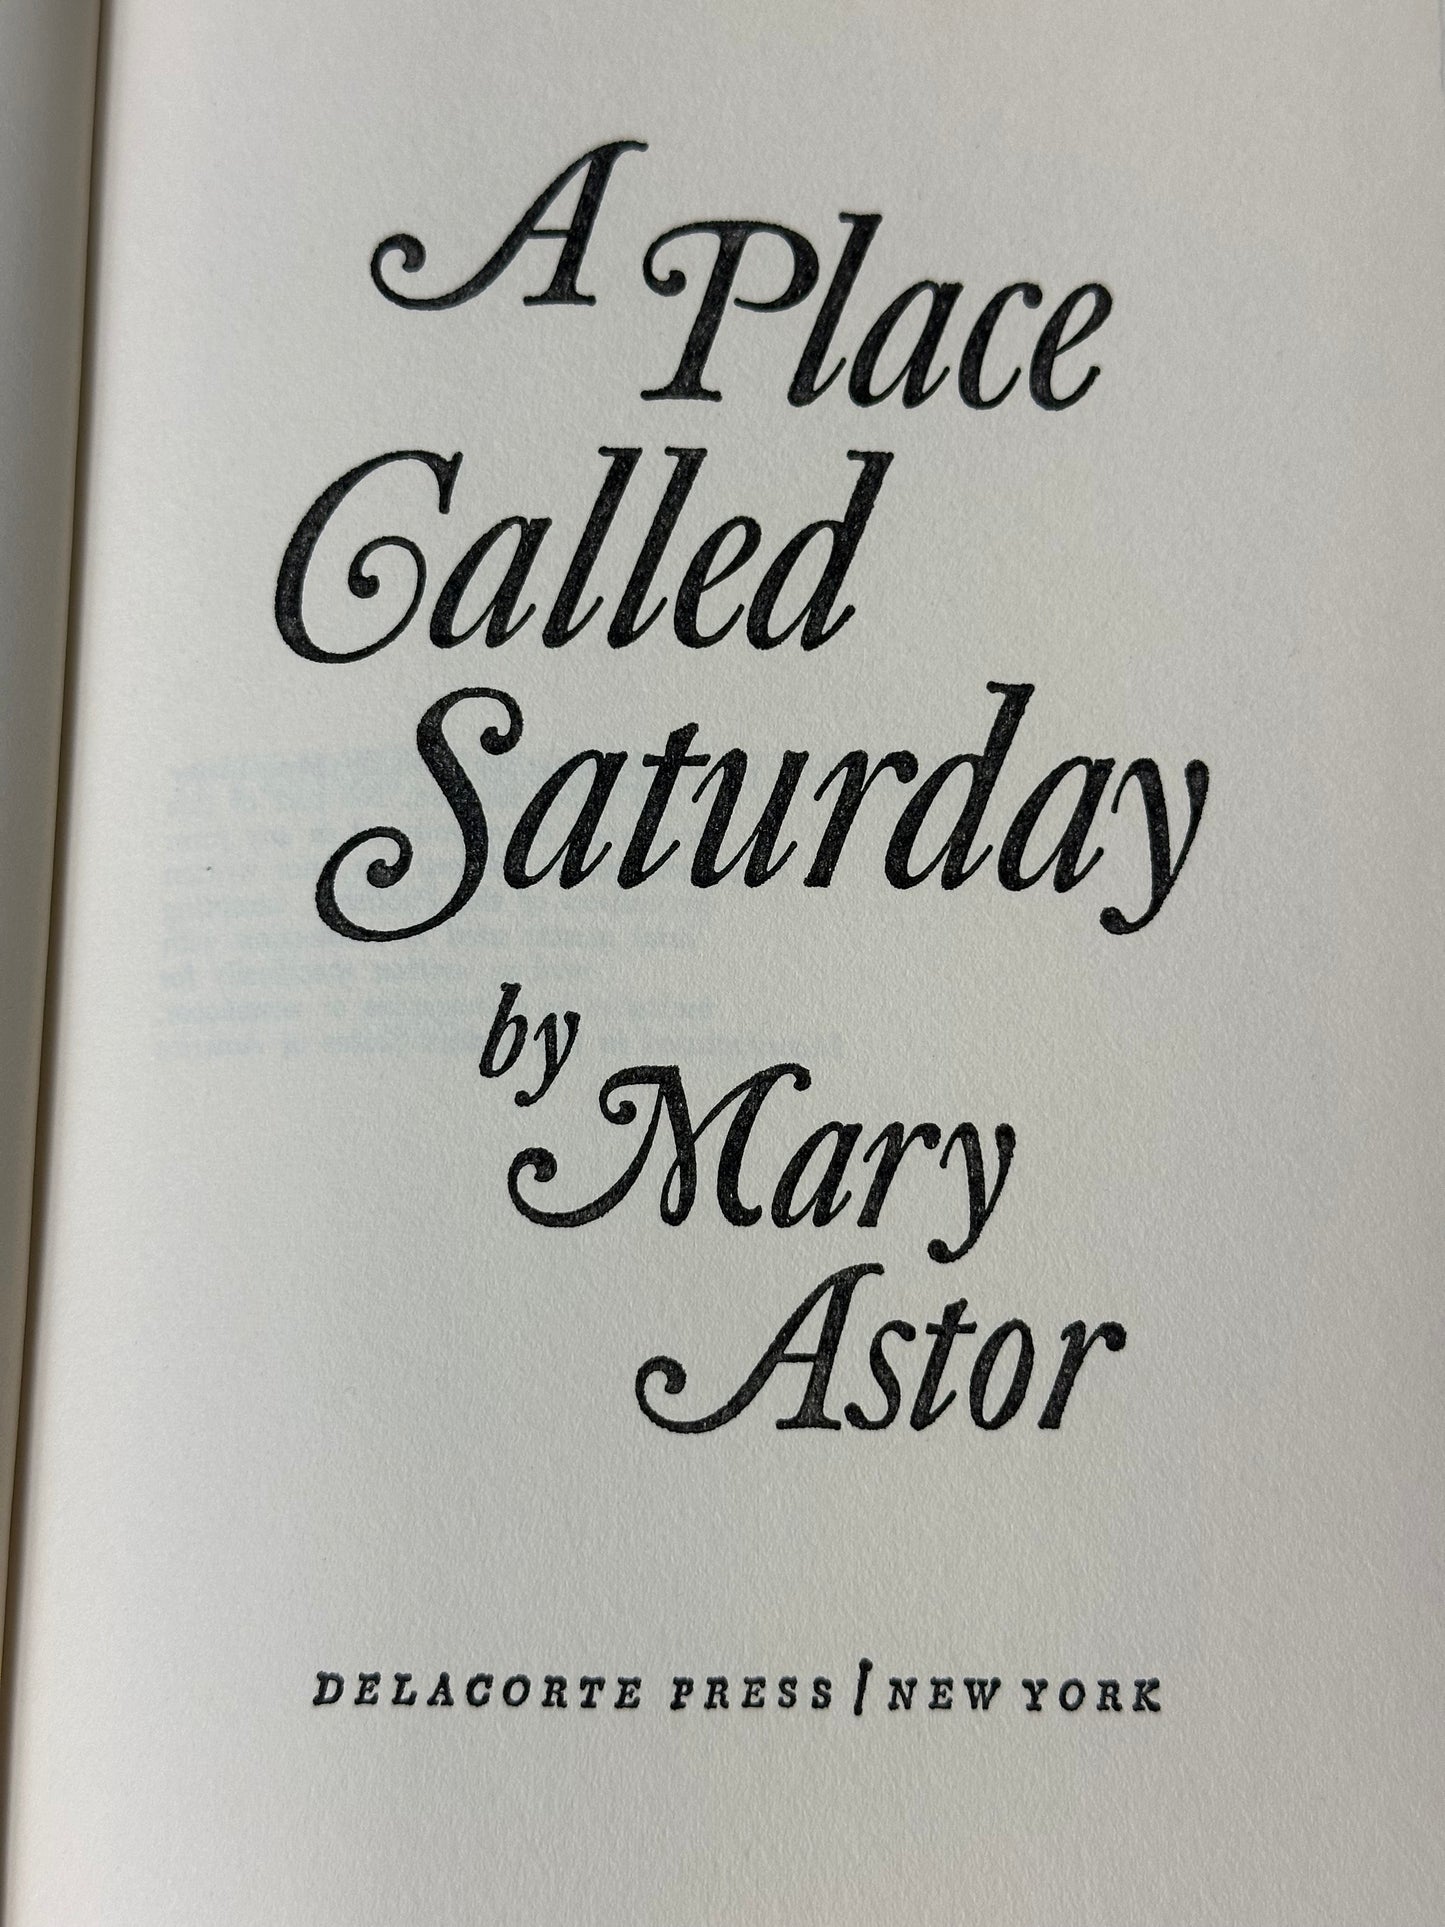 A Place
Called
Saturday
by
Mary
Astor
DELACORTE PRESS / NEW YORK